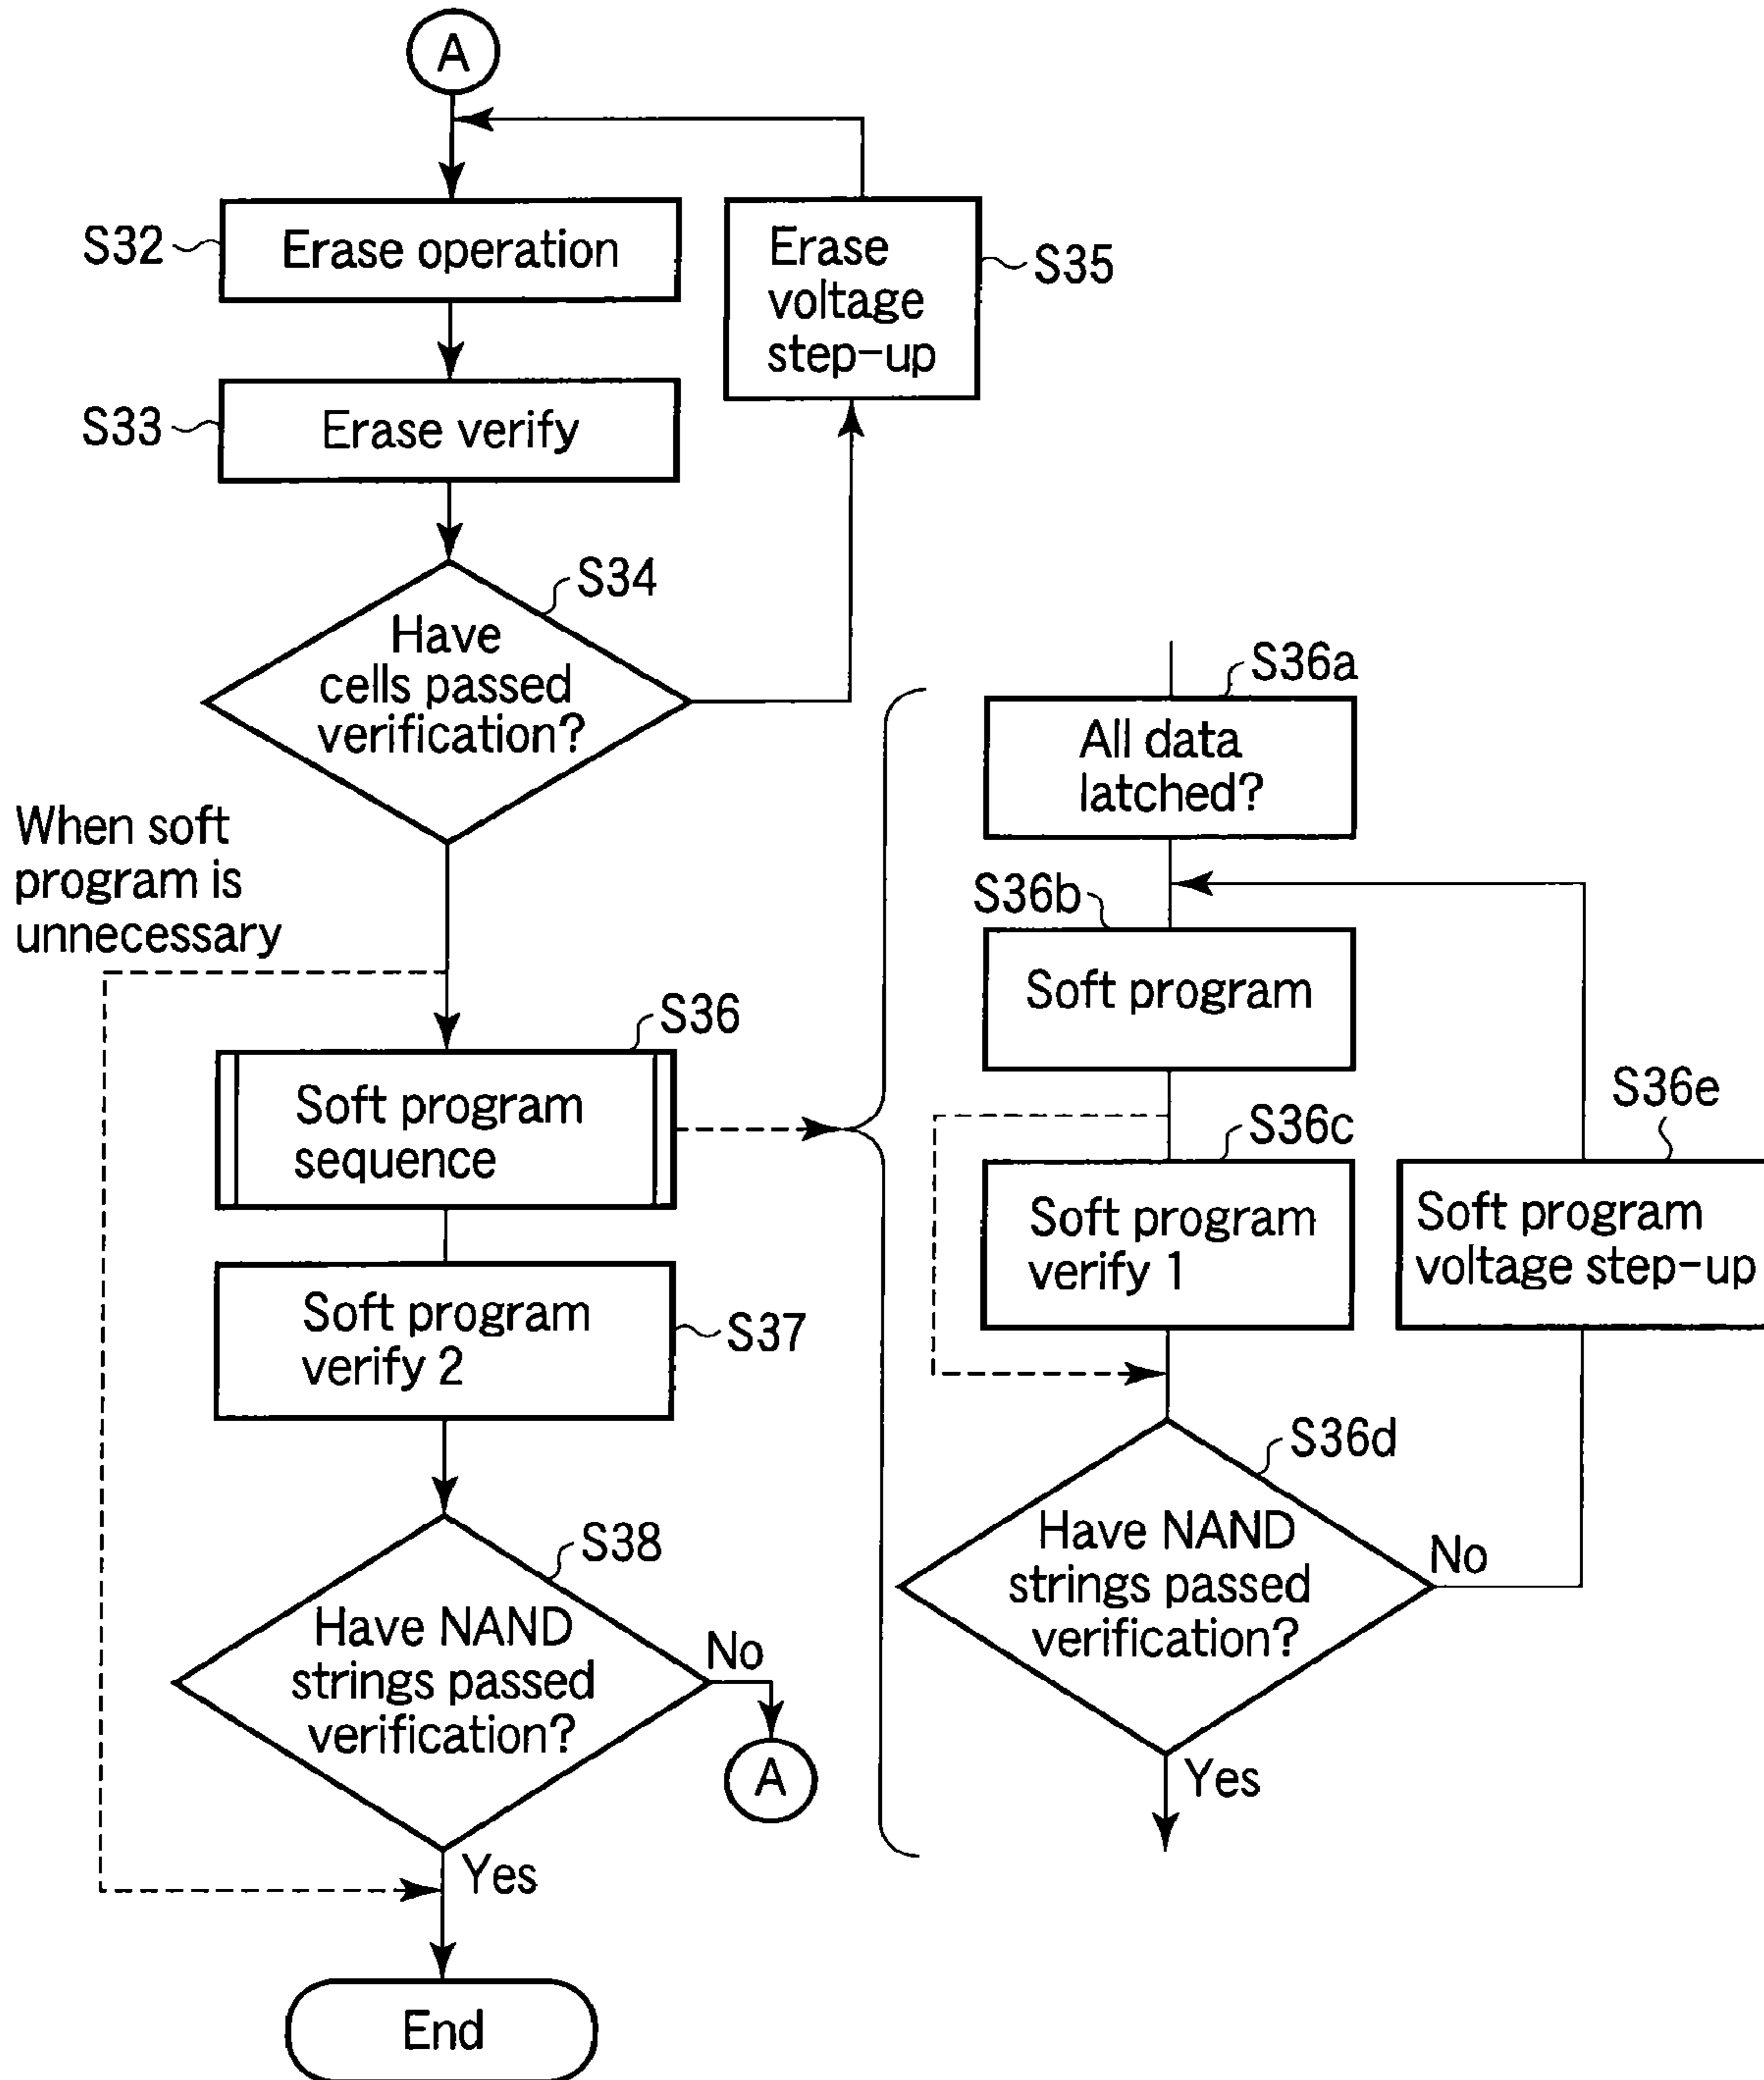 A
S32
Erase operation
Erase
voltage
step-up
S35
S33
Erase verify
S34
Have
cells passed
verification?
When soft
program is
unnecessary
S36
Soft program
sequence
Soft program
verify 2
S37
S38
Have NAND
strings passed
verification?
No
A
Yes
End
S36a
All data
latched?
S36b
Soft program
S36c
Soft program
verify 1
S36e
Soft program
voltage step-up
S36d
Have NAND
strings passed
verification?
No
Yes